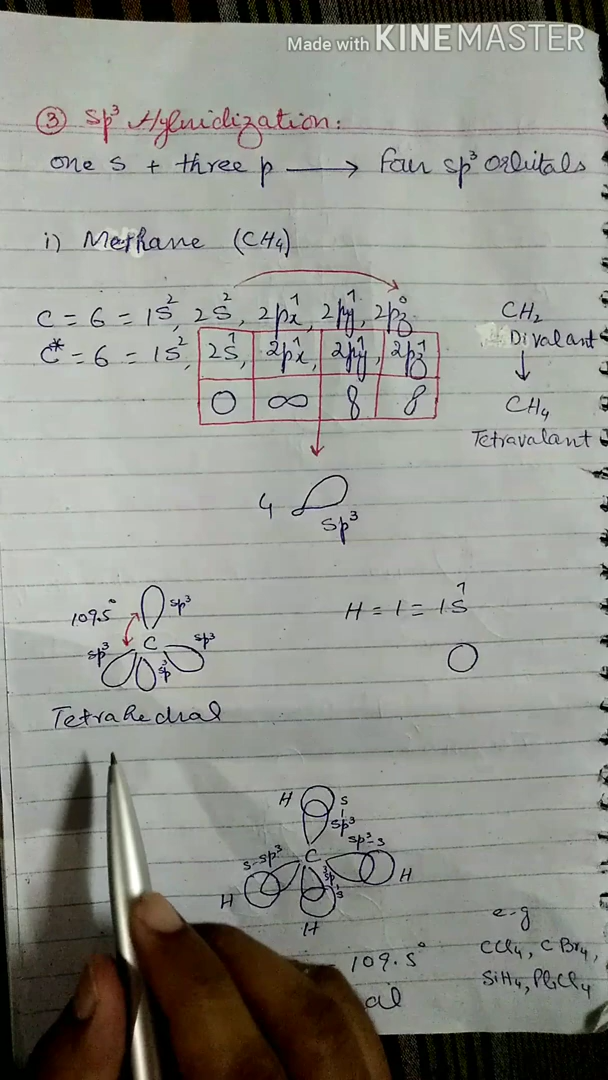 Made with KINEMASTER
③ Sp³ Hybridization:
one s + three p ⟶ four sp³ orbitals
i) Methane (CH₄)
C = 6 = 1S², 2S², 2px¹, 2py¹, 2pz⁰
C* = 6 = 1S², 2S¹, 2px¹, 2py¹, 2pz¹
CH₂
Divalant
↓
CH₄
Tetravalant
4 sp³
109.5° sp³
C
sp³ sp³ sp³
H = 1 = 1S¹
Tetrahedral
H s-sp³
s-sp³ C sp³-s
H sp³-s H
H
109.5°
al
e.g
CCl₄, CBr₄,
SiH₄, PbCl₄